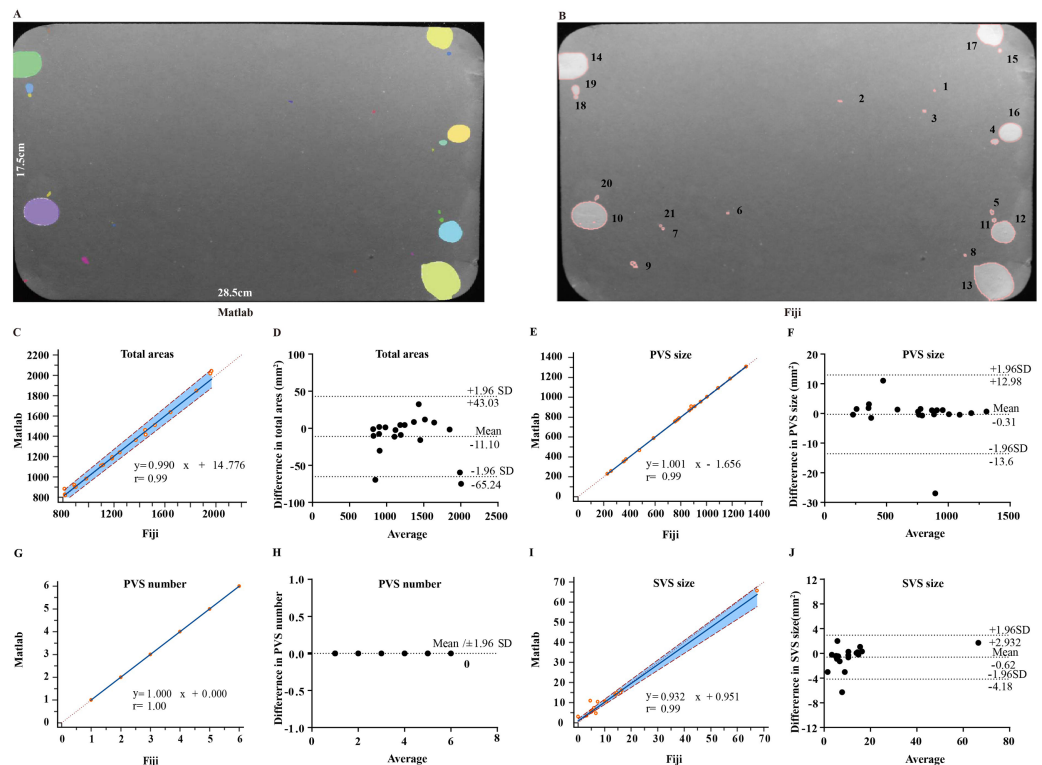 A
B
17.5cm
28.5cm
Matlab
17
15
14
19
18
1
2
3
16
4
20
10
21
7
6
5
11
12
8
9
13
Fiji
C
Total areas
Matlab
2200
2000
1800
1600
1400
1200
1000
800
y= 0.990 x + 14.776
r= 0.99
800 1200 1600 2000
Fiji
D
Total areas
Differernce in total ares (mm²)
100
50
0
-50
-100
+1.96 SD
+43.03
Mean
-11.10
-1.96 SD
-65.24
0 500 1000 1500 2000 2500
Average
E
PVS size
Matlab
1400
1200
1000
800
600
400
200
0
y= 1.001 x - 1.656
r= 0.99
0 200 400 600 800 1000 1200 1400
Fiji
F
PVS size
Differernce in PVS size (mm²)
20
10
0
-10
-20
-30
+1.96SD
+12.98
Mean
-0.31
-1.96SD
-13.6
0 500 1000 1500
Average
G
PVS number
Matlab
6
5
4
3
2
1
0
y= 1.000 x + 0.000
r= 1.00
0 1 2 3 4 5 6
Fiji
H
PVS number
Differernce in PVS number
1.0
0.5
0.0
-0.5
-1.0
Mean /±1.96 SD
0
0 2 4 6 8
Average
I
SVS size
Matlab
70
60
50
40
30
20
10
0
y= 0.932 x + 0.951
r= 0.99
0 10 20 30 40 50 60 70
Fiji
J
SVS size
Differernce in SVS size(mm²)
12
8
4
0
-4
-8
-12
+1.96SD
+2.932
Mean
-0.62
-1.96SD
-4.18
0 20 40 60 80
Average